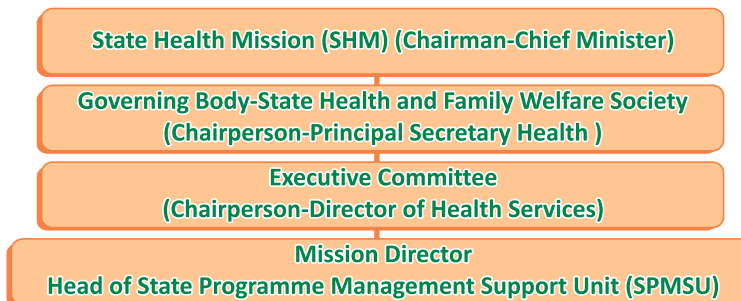 State Health Mission (SHM) (Chairman-Chief Minister)
Governing Body-State Health and Family Welfare Society
(Chairperson-Principal Secretary Health )
Executive Committee
(Chairperson-Director of Health Services)
Mission Director
Head of State Programme Management Support Unit (SPMSU)